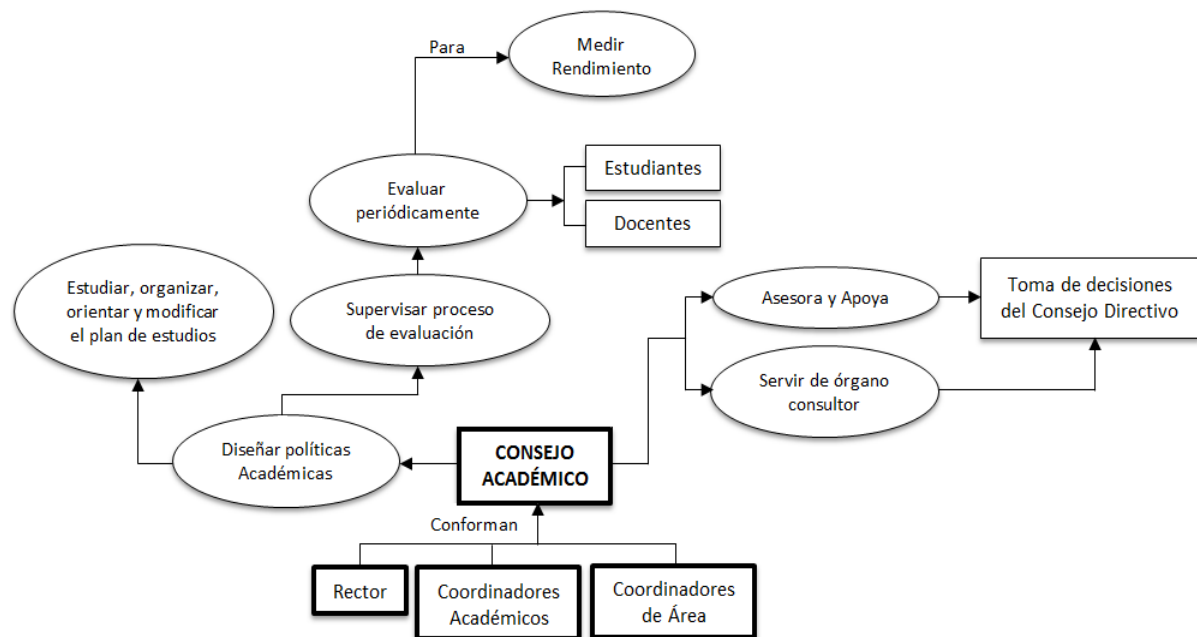 Para
Medir
Rendimiento
Evaluar
periódicamente
Estudiantes
Docentes
Estudiar, organizar,
orientar y modificar
el plan de estudios
Supervisar proceso
de evaluación
Asesora y Apoya
Toma de decisiones
del Consejo Directivo
Servir de órgano
consultor
Diseñar políticas
Académicas
CONSEJO
ACADÉMICO
Conforman
Rector
Coordinadores
Académicos
Coordinadores
de Área